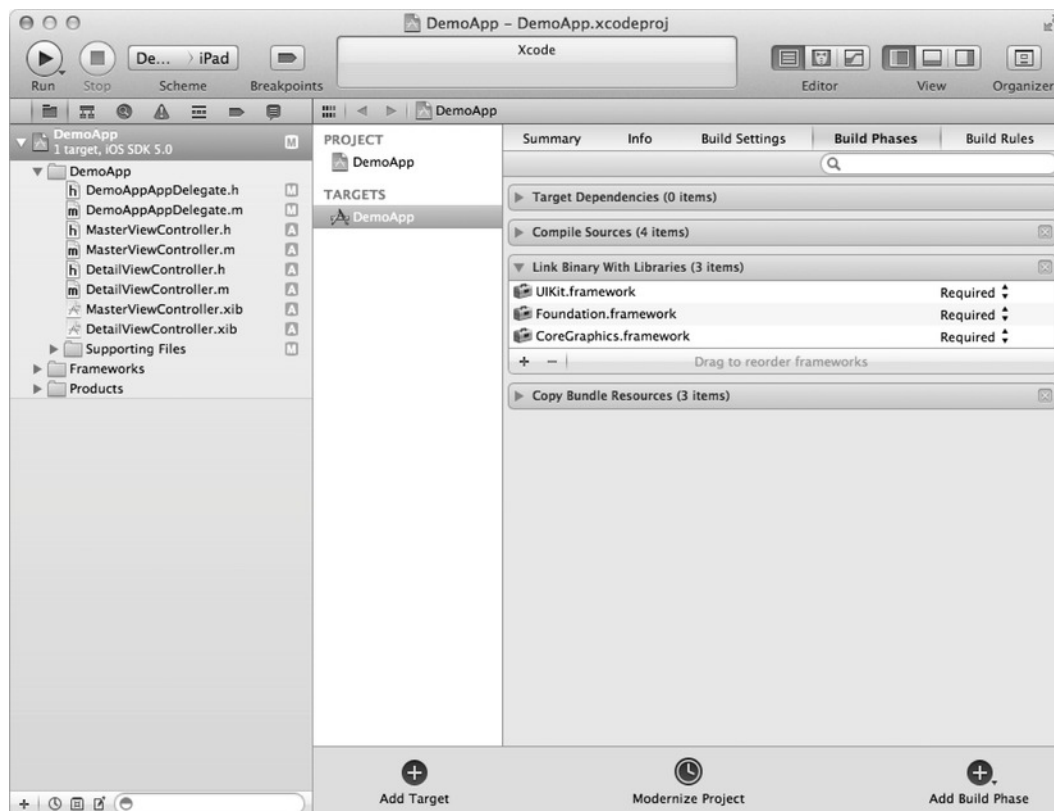 DemoApp – DemoApp.xcodeproj
De... iPad
Xcode
Run Stop Scheme Breakpoints Editor View Organizer
DemoApp
1 target, iOS SDK 5.0
M
DemoApp
DemoAppAppDelegate.h M
DemoAppAppDelegate.m M
MasterViewController.h A
MasterViewController.m A
DetailViewController.h A
DetailViewController.m A
MasterViewController.xib A
DetailViewController.xib A
Supporting Files M
Frameworks
Products
DemoApp
PROJECT
DemoApp
TARGETS
DemoApp
Summary Info Build Settings Build Phases Build Rules
Target Dependencies (0 items)
Compile Sources (4 items)
Link Binary With Libraries (3 items)
UIKit.framework Required
Foundation.framework Required
CoreGraphics.framework Required
+ − Drag to reorder frameworks
Copy Bundle Resources (3 items)
Add Target Modernize Project Add Build Phase